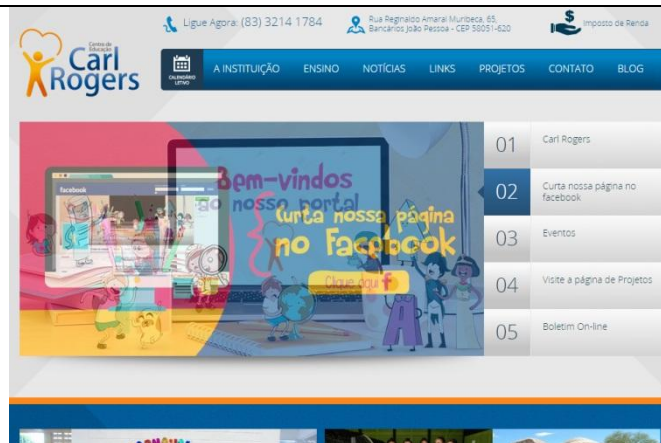 Ligue Agora: (83) 3214 1784
Rua Reginaldo Amaral Muribeca, 65,
Bancários João Pessoa - CEP 58051-620
$
Imposto de Renda
Centro de
Educação
Carl
Rogers
CALENDÁRIO
LETIVO
A INSTITUIÇÃO
ENSINO
NOTÍCIAS
LINKS
PROJETOS
CONTATO
BLOG
facebook
Bem-vindos
ao nosso portal
Curta nossa página
no Facebook
Clique aqui f
A
01 Carl Rogers
02 Curta nossa página no
facebook
03 Eventos
04 Visite a página de Projetos
05 Boletim On-line